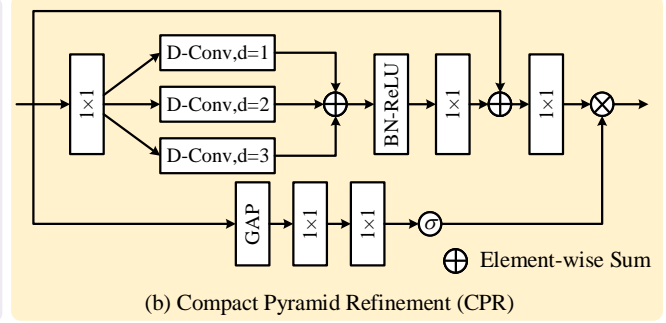 1×1
D-Conv,d=1
D-Conv,d=2
D-Conv,d=3
BN-ReLU
1×1
1×1
GAP
1×1
1×1
σ
Element-wise Sum
(b) Compact Pyramid Refinement (CPR)